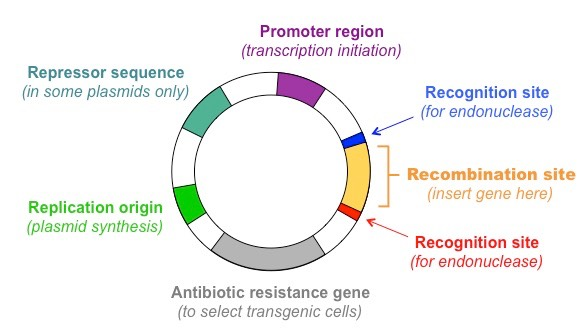 Promoter region
(transcription initiation)
Repressor sequence
(in some plasmids only)
Recognition site
(for endonuclease)
Recombination site
(insert gene here)
Replication origin
(plasmid synthesis)
Recognition site
(for endonuclease)
Antibiotic resistance gene
(to select transgenic cells)